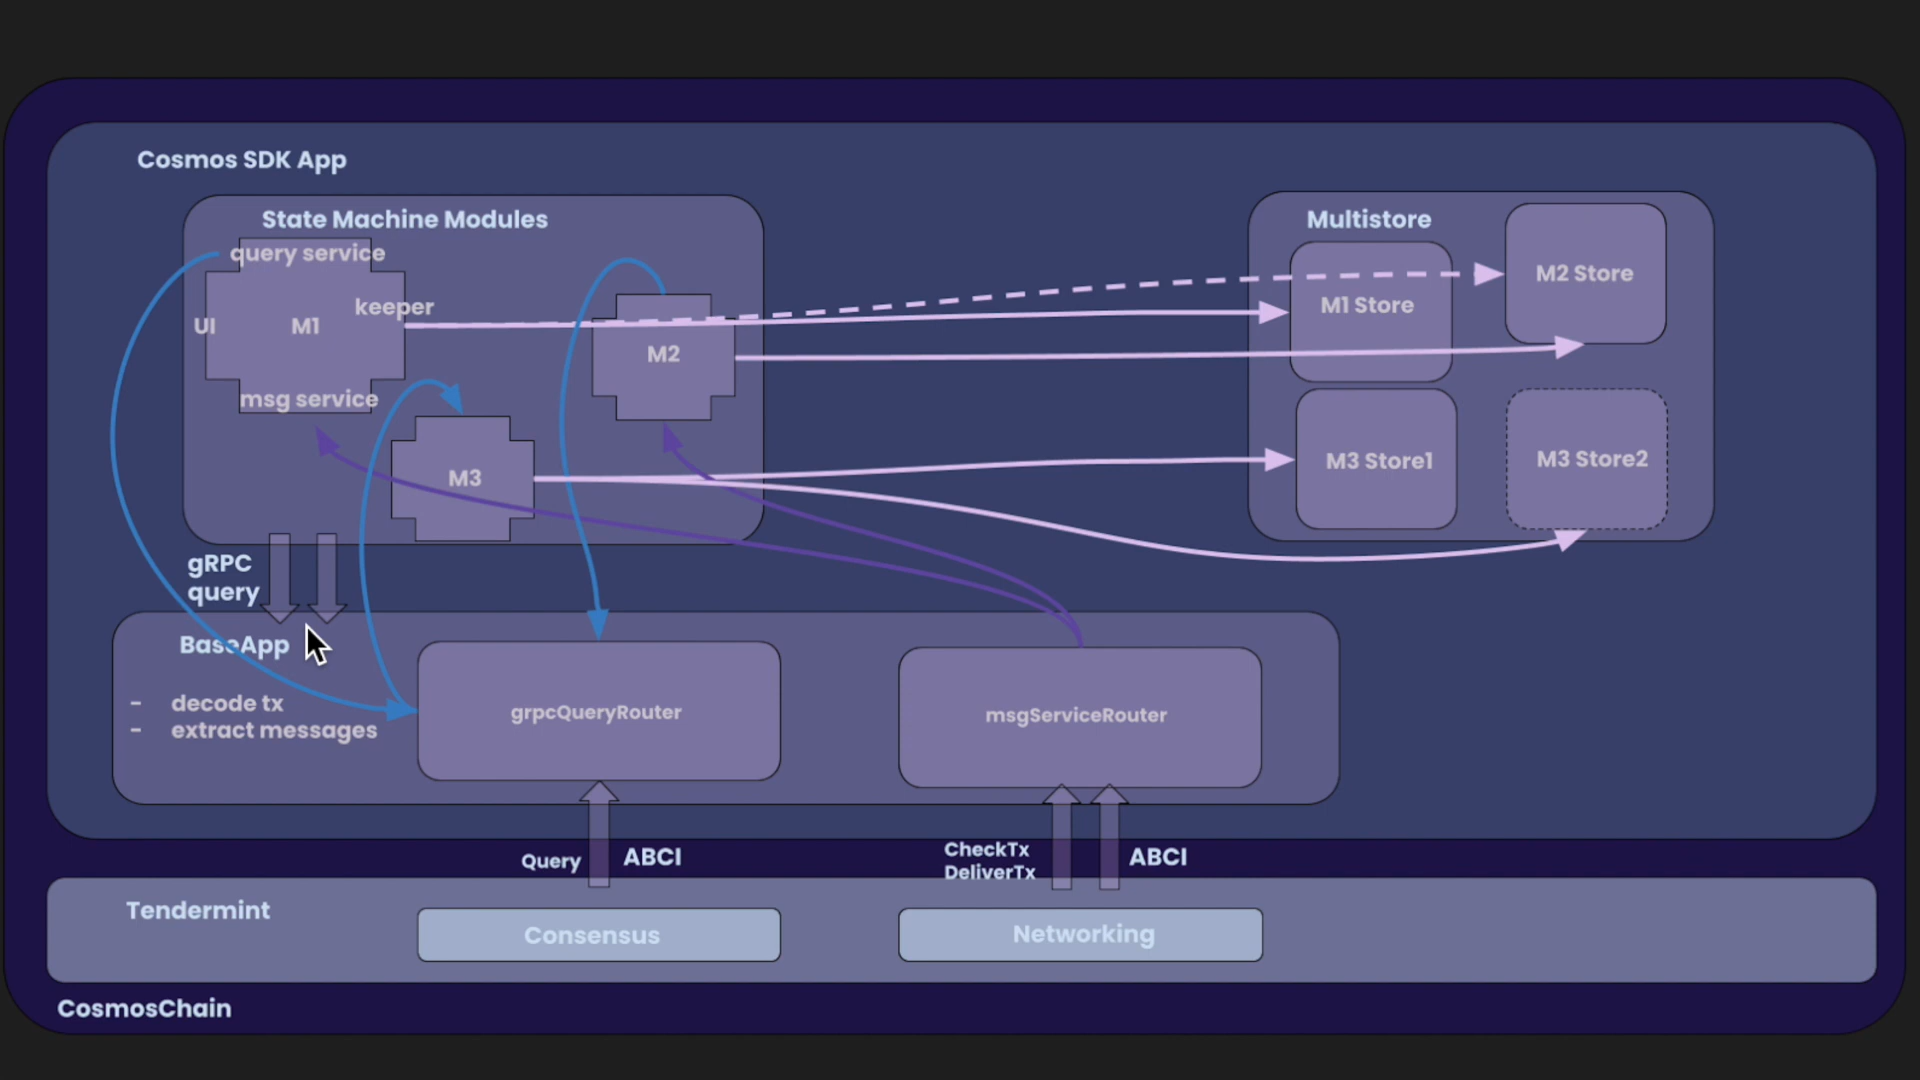 Cosmos SDK App
State Machine Modules
query service
keeper
UI
M1
msg service
M2
M3
Multistore
M1 Store
M2 Store
M3 Store1
M3 Store2
gRPC
query
BaseApp
- decode tx
- extract messages
grpcQueryRouter
msgServiceRouter
Query
ABCI
CheckTx
DeliverTx
ABCI
Tendermint
Consensus
Networking
CosmosChain